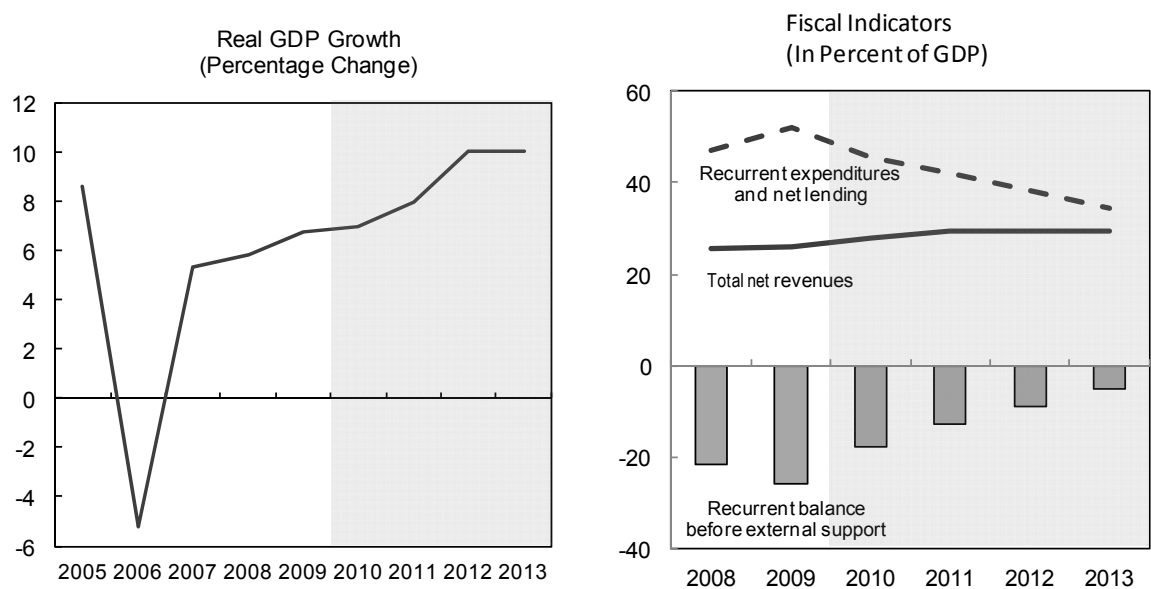 Real GDP Growth
(Percentage Change)
12
10
8
6
4
2
0
-2
-4
-6
2005 2006 2007 2008 2009 2010 2011 2012 2013
Fiscal Indicators
(In Percent of GDP)
60
40
20
0
-20
-40
Recurrent expenditures
and net lending
Total net revenues
Recurrent balance
before external support
2008 2009 2010 2011 2012 2013